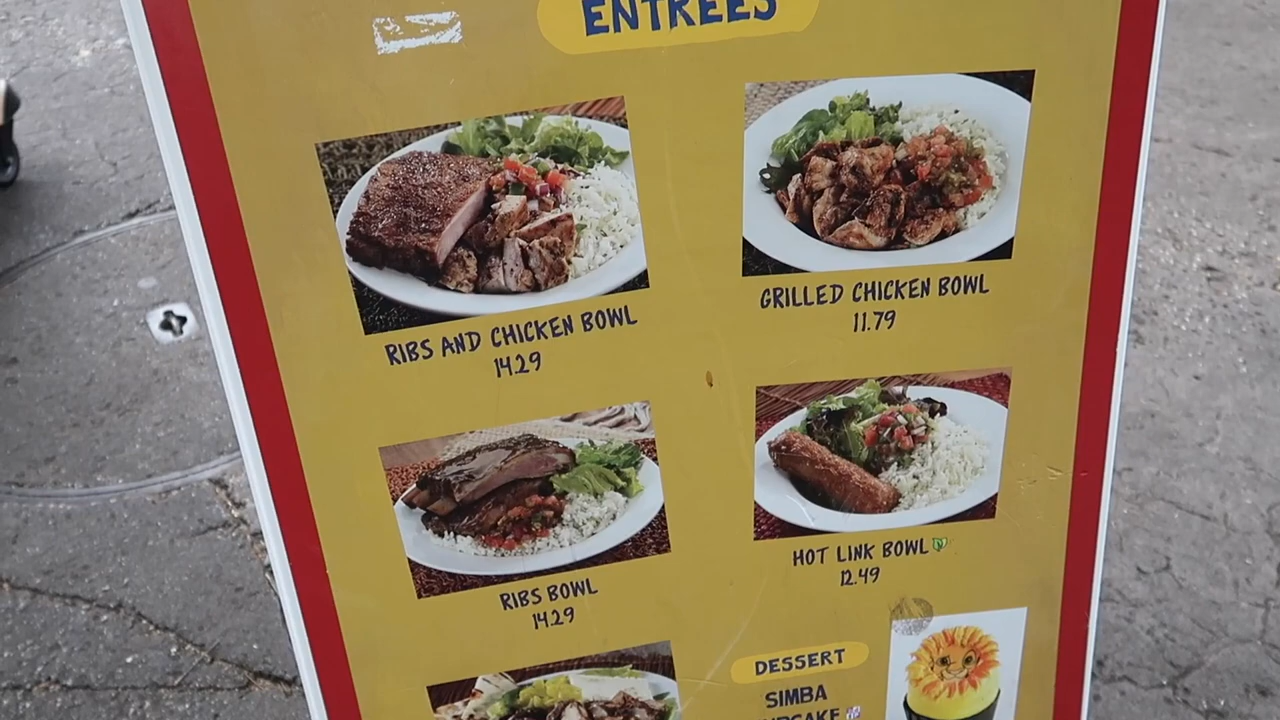 ENTRÉES
RIBS AND CHICKEN BOWL
14.29
GRILLED CHICKEN BOWL
11.79
RIBS BOWL
14.29
HOT LINK BOWL
12.49
DESSERT
SIMBA